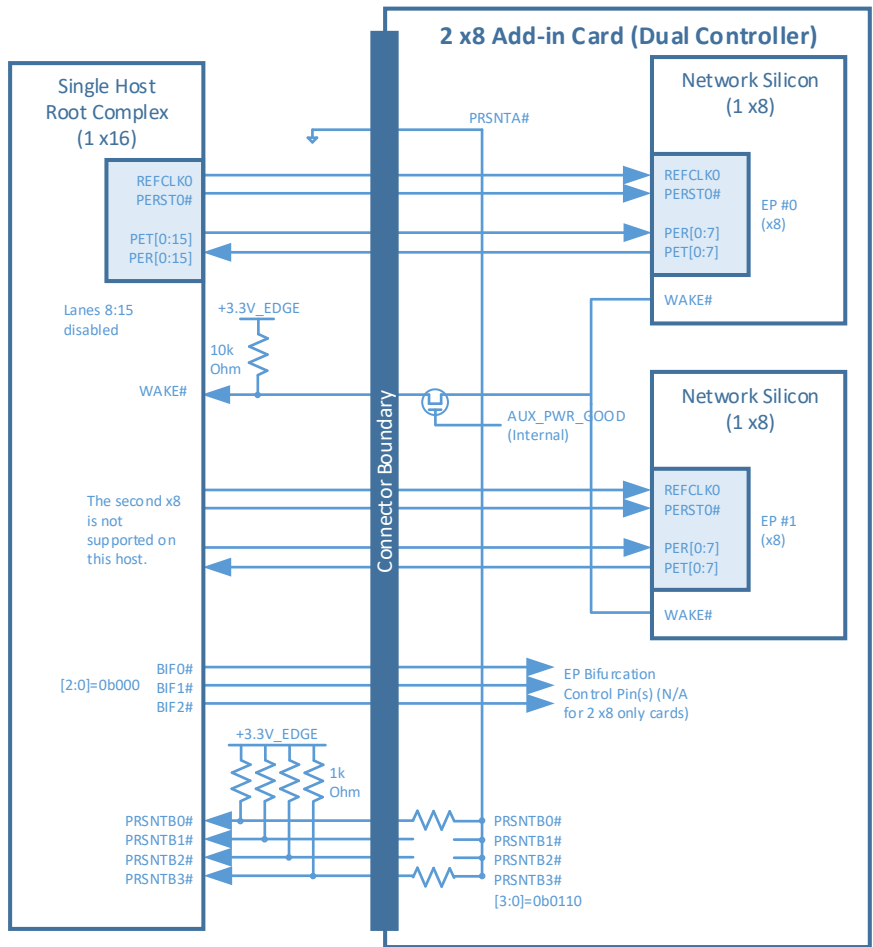 2 x8 Add-in Card (Dual Controller)
Single Host
Root Complex
(1 x16)
REFCLK0
PERST0#
PET[0:15]
PER[0:15]
Lanes 8:15
disabled
+3.3V_EDGE
10k
Ohm
WAKE#
The second x8
is not
supported on
this host.
BIF0#
[2:0]=0b000
BIF1#
BIF2#
+3.3V_EDGE
1k
Ohm
PRSNTB0#
PRSNTB1#
PRSNTB2#
PRSNTB3#
Connector Boundary
PRSNTA#
Network Silicon
(1 x8)
REFCLK0
PERST0#
PER[0:7]
PET[0:7]
EP #0
(x8)
WAKE#
AUX_PWR_GOOD
(Internal)
Network Silicon
(1 x8)
REFCLK0
PERST0#
PER[0:7]
PET[0:7]
EP #1
(x8)
WAKE#
EP Bifurcation
Control Pin(s) (N/A
for 2 x8 only cards)
PRSNTB0#
PRSNTB1#
PRSNTB2#
PRSNTB3#
[3:0]=0b0110